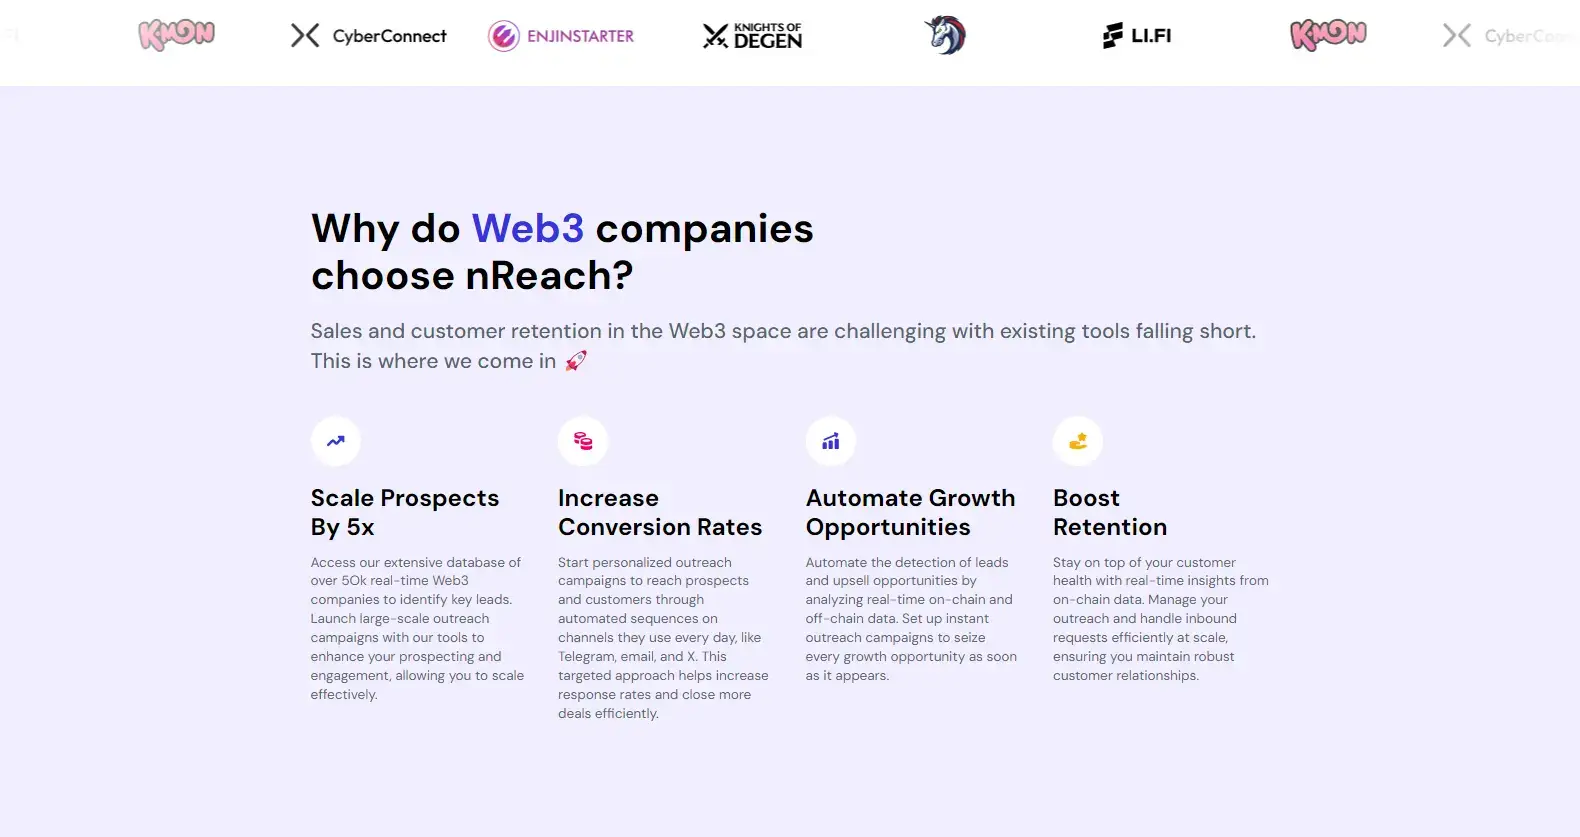 KMON CyberConnect ENJINSTARTER KNIGHTS OF DEGEN LI.FI KMON CyberConnect
Why do Web3 companies
choose nReach?
Sales and customer retention in the Web3 space are challenging with existing tools falling short.
This is where we come in
Scale Prospects
By 5x
Access our extensive database of
over 50k real-time Web3
companies to identify key leads.
Launch large-scale outreach
campaigns with our tools to
enhance your prospecting and
engagement, allowing you to scale
effectively.
Increase
Conversion Rates
Start personalized outreach
campaigns to reach prospects
and customers through
automated sequences on
channels they use every day, like
Telegram, email, and X. This
targeted approach helps increase
response rates and close more
deals efficiently.
Automate Growth
Opportunities
Automate the detection of leads
and upsell opportunities by
analyzing real-time on-chain and
off-chain data. Set up instant
outreach campaigns to seize
every growth opportunity as soon
as it appears.
Boost
Retention
Stay on top of your customer
health with real-time insights from
on-chain data. Manage your
outreach and handle inbound
requests efficiently at scale,
ensuring you maintain robust
customer relationships.